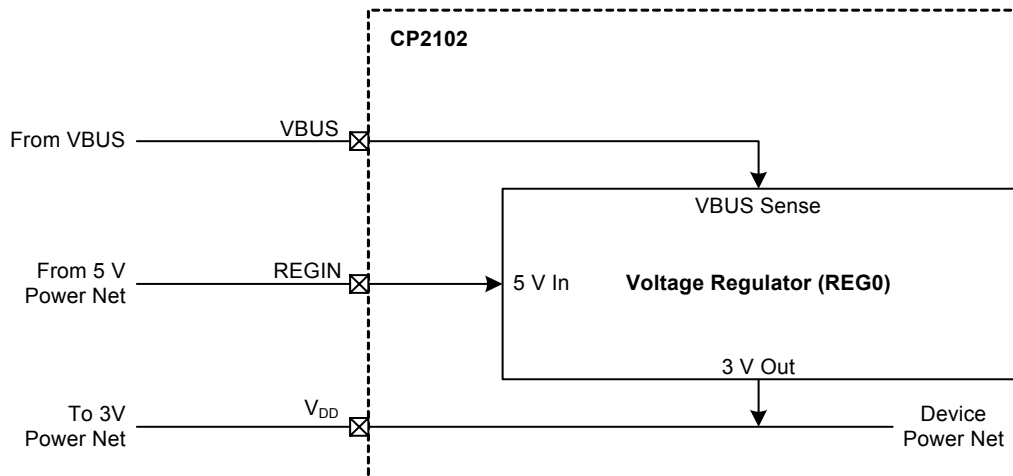 CP2102
From VBUS
VBUS
VBUS Sense
From 5 V
Power Net
REGIN
5 V In
Voltage Regulator (REG0)
3 V Out
To 3V
Power Net
VDD
Device
Power Net